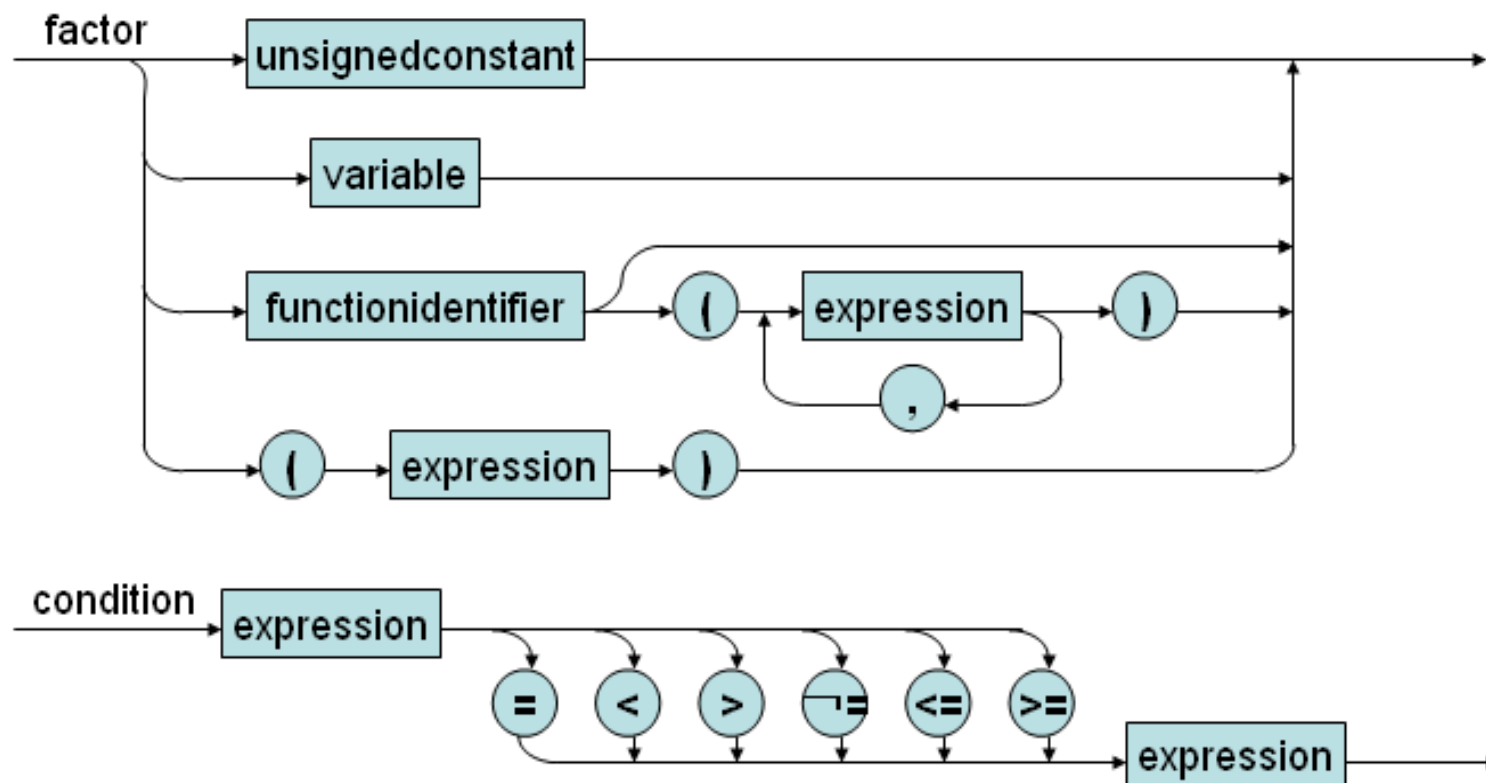 factor
unsignedconstant
variable
functionidentifier ( expression )
,
( expression )
condition
expression
= < > ¬= <= >=
expression